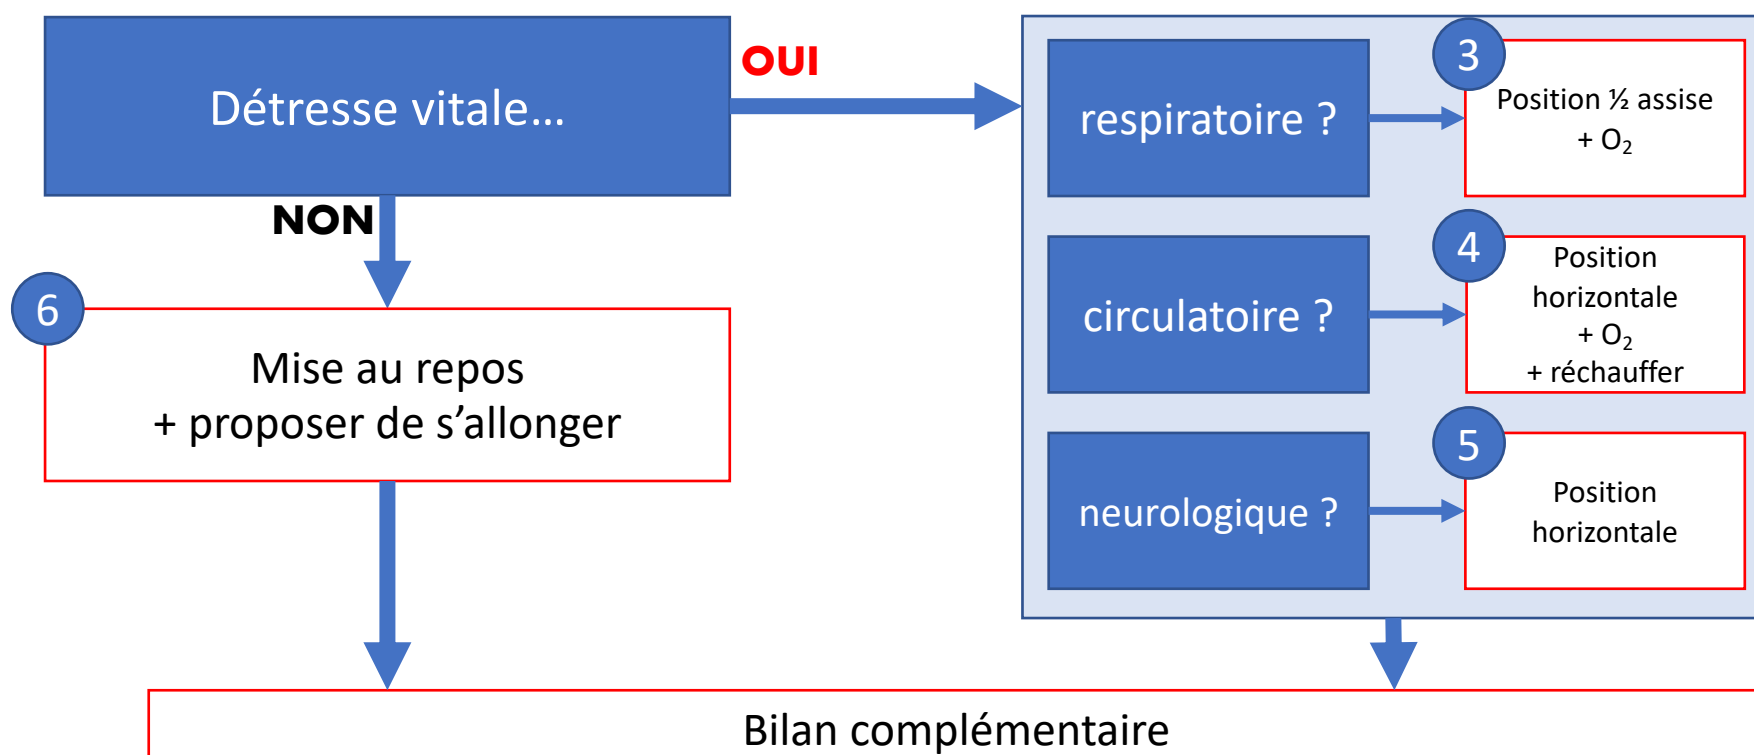 Détresse vitale...
OUI
NON
respiratoire ?
3
Position ½ assise
+ O₂
circulatoire ?
4
Position
horizontale
+ O₂
+ réchauffer
neurologique ?
5
Position
horizontale
6
Mise au repos
+ proposer de s’allonger
Bilan complémentaire